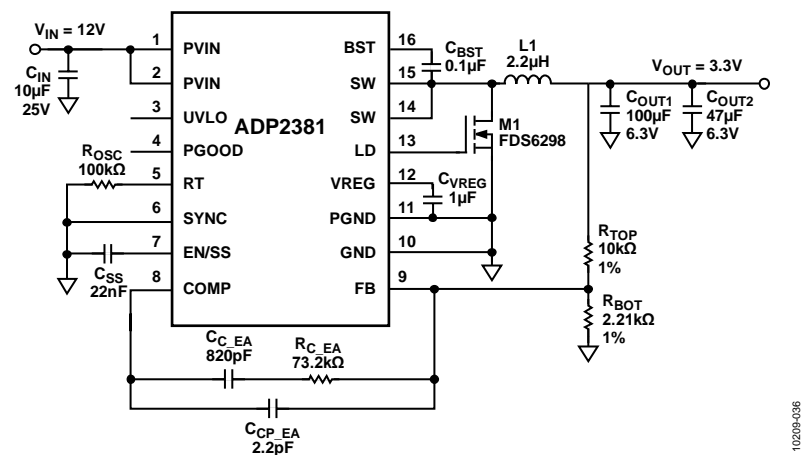 VIN = 12V
CIN
10µF
25V
1 PVIN
2 PVIN
3 UVLO
4 PGOOD
ROSC
100kΩ
5 RT
6 SYNC
7 EN/SS
CSS
22nF
8 COMP
ADP2381
BST 16
SW 15
SW 14
LD 13
VREG 12
PGND 11
GND 10
FB 9
CBST
0.1µF
L1
2.2µH
M1
FDS6298
CVREG
1µF
VOUT = 3.3V
COUT1
100µF
6.3V
COUT2
47µF
6.3V
RTOP
10kΩ
1%
RBOT
2.21kΩ
1%
CC_EA
820pF
RC_EA
73.2kΩ
CCP_EA
2.2pF
10209-036